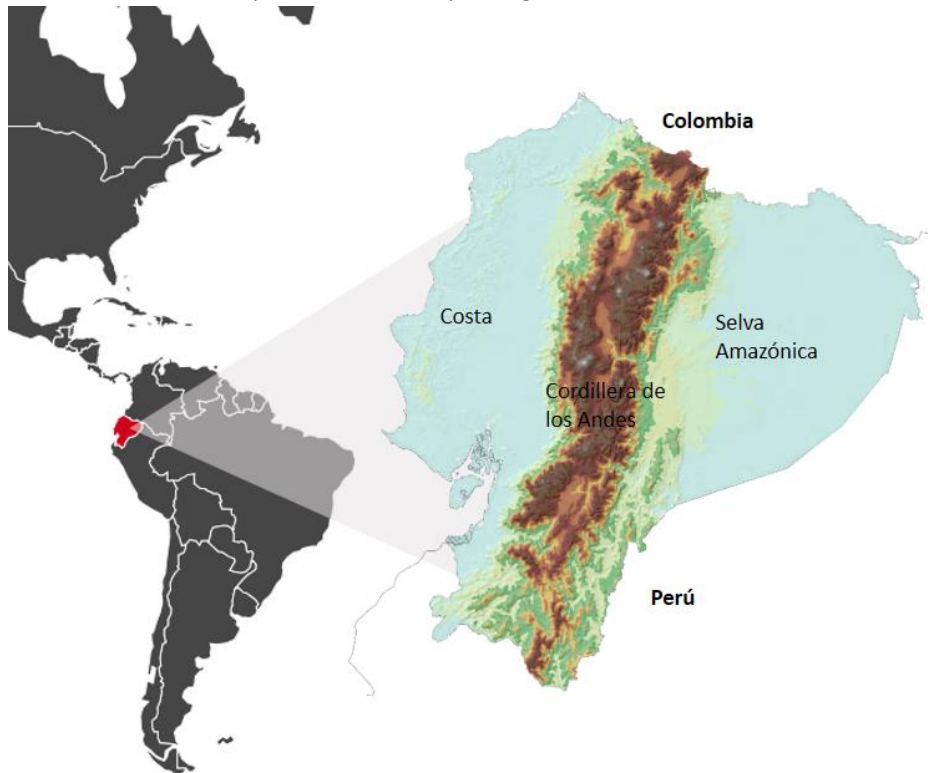 Colombia
Costa
Selva
Amazónica
Cordillera de
los Andes
Perú